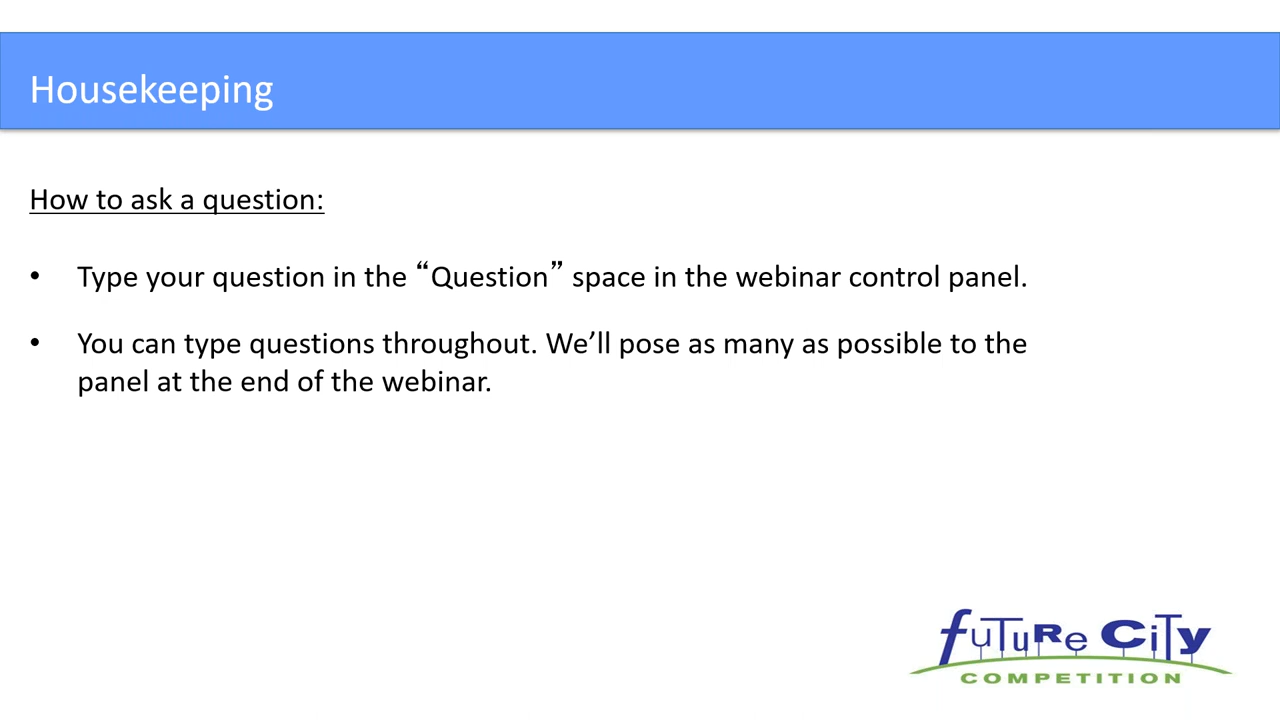 Housekeeping
How to ask a question:
• Type your question in the “Question” space in the webinar control panel.
• You can type questions throughout. We’ll pose as many as possible to the
panel at the end of the webinar.
fuTuRe CiTy
COMPETITION